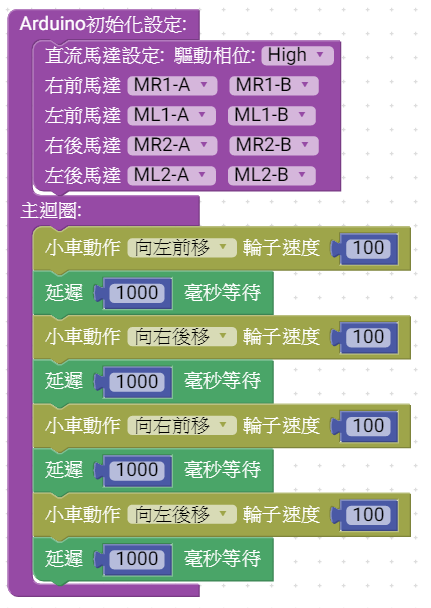 Arduino初始化設定:
直流馬達設定: 驅動相位: High
右前馬達 MR1-A MR1-B
左前馬達 ML1-A ML1-B
右後馬達 MR2-A MR2-B
左後馬達 ML2-A ML2-B
主迴圈:
小車動作 向左前移 輪子速度 100
延遲 1000 毫秒等待
小車動作 向右後移 輪子速度 100
延遲 1000 毫秒等待
小車動作 向右前移 輪子速度 100
延遲 1000 毫秒等待
小車動作 向左後移 輪子速度 100
延遲 1000 毫秒等待